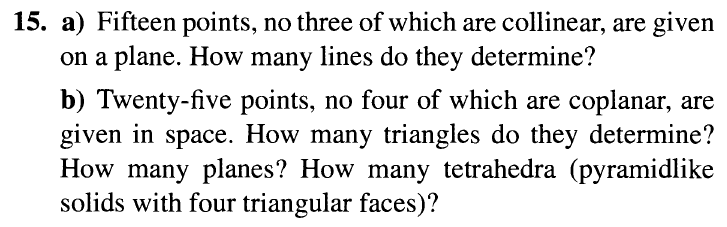 15. a) Fifteen points, no three of which are collinear, are given
on a plane. How many lines do they determine?
b) Twenty-five points, no four of which are coplanar, are
given in space. How many triangles do they determine?
How many planes? How many tetrahedra (pyramidlike
solids with four triangular faces)?